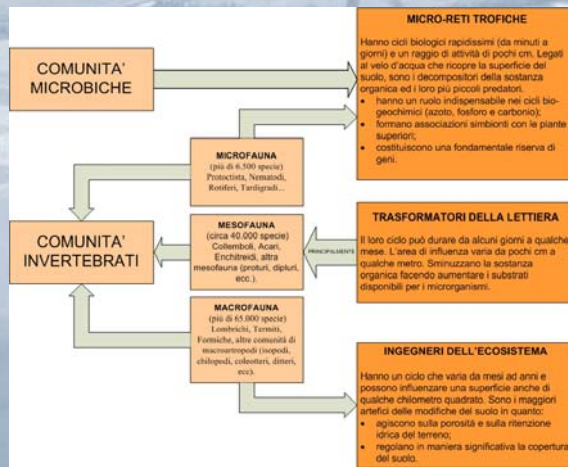 COMUNITA'
MICROBICHE
MICRO-RETI TROFICHE
Hanno cicli biologici rapidissimi (da minuti a
giorni) e un raggio di attività di pochi cm. Legati
al velo d'acqua che ricopre la superficie del
suolo, sono i decompositori della sostanza
organica ed i loro più piccoli predatori.
• hanno un ruolo indispensabile nei cicli bio-
geochimici (azoto, fosforo e carbonio);
• formano associazioni simbionti con le piante
superiori;
• costituiscono una fondamentale riserva di
geni.
MICROFAUNA
(più di 6.500 specie)
Protoctista, Nematodi,
Rotiferi, Tardigradi...
COMUNITA'
INVERTEBRATI
MESOFAUNA
(circa 40.000 specie)
Collemboli, Acari,
Enchitreidi, altra
mesofauna (proturi, dipluri,
ecc.).
PRINCIPALMENTE
TRASFORMATORI DELLA LETTIERA
Il loro ciclo può durare da alcuni giorni a qualche
mese. L'area di influenza varia da pochi cm a
qualche metro. Sminuzzano la sostanza
organica facendo aumentare i substrati
disponibili per i microrganismi.
MACROFAUNA
(più di 65.000 specie)
Lombrichi, Termiti,
Formiche, altre comunità di
macroartropodi (isopodi,
chilopodi, coleotteri, ditteri,
ecc).
INGEGNERI DELL'ECOSISTEMA
Hanno un ciclo che varia da mesi ad anni e
possono influenzare una superficie anche di
qualche chilometro quadrato. Sono i maggiori
artefici delle modifiche del suolo in quanto:
• agiscono sulla porosità e sulla ritenzione
idrica del terreno;
• regolano in maniera significativa la copertura
del suolo.